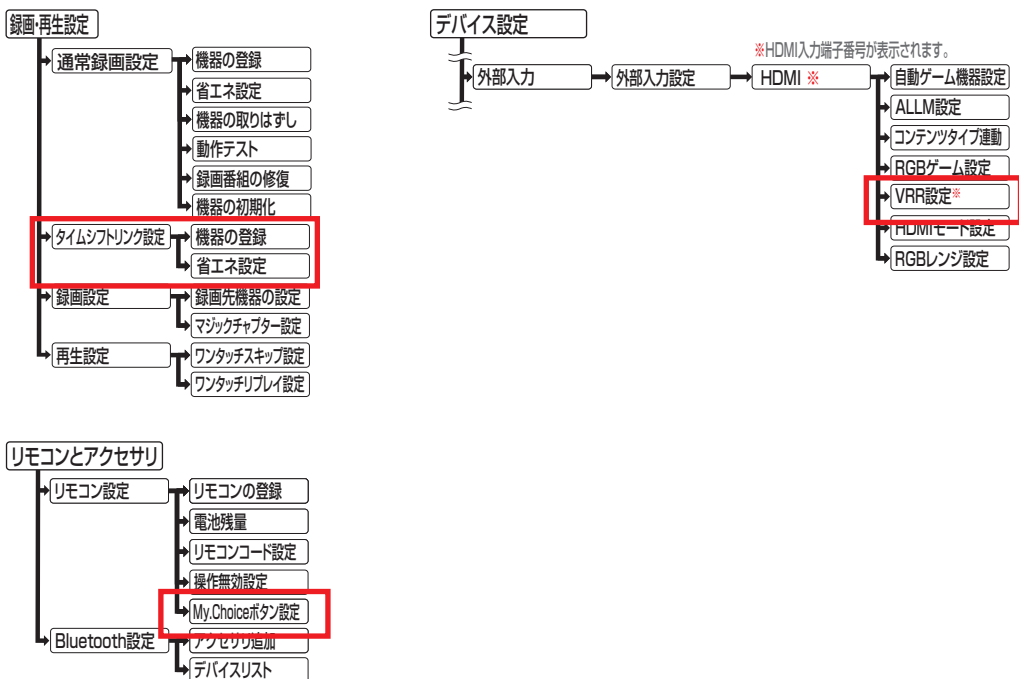 録画・再生設定
通常録画設定
機器の登録
省エネ設定
機器の取りはずし
動作テスト
録画番組の修復
機器の初期化
タイムシフトリンク設定
機器の登録
省エネ設定
録画設定
録画先機器の設定
マジックチャプター設定
再生設定
ワンタッチスキップ設定
ワンタッチリプレイ設定
デバイス設定
※HDMI入力端子番号が表示されます。
外部入力
外部入力設定
HDMI ※
自動ゲーム機器設定
ALLM設定
コンテンツタイプ連動
RGBゲーム設定
VRR設定※
HDMIモード設定
RGBレンジ設定
リモコンとアクセサリ
リモコン設定
リモコンの登録
電池残量
リモコンコード設定
操作無効設定
My.Choiceボタン設定
Bluetooth設定
アクセサリ追加
デバイスリスト